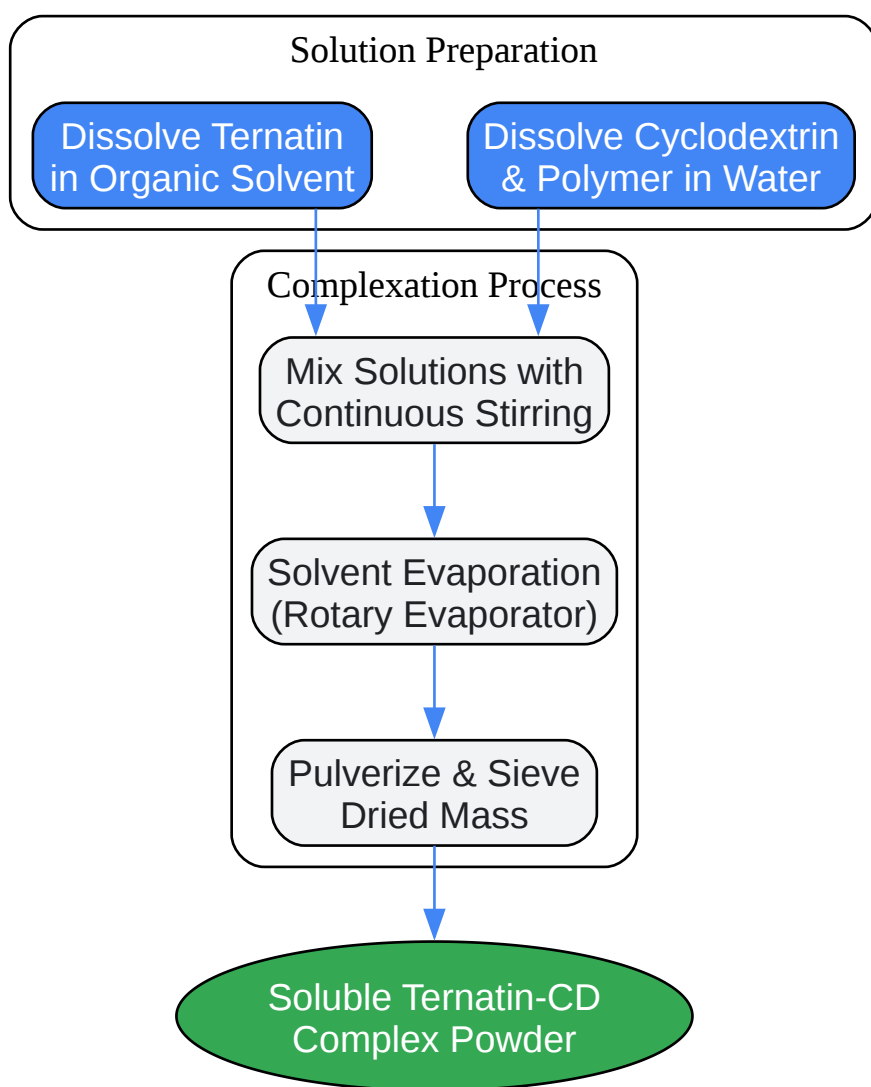 Solution Preparation
Dissolve Ternatin
in Organic Solvent
Dissolve Cyclodextrin
& Polymer in Water
Complexation Process
Mix Solutions with
Continuous Stirring
Solvent Evaporation
(Rotary Evaporator)
Pulverize & Sieve
Dried Mass
Soluble Ternatin-CD
Complex Powder